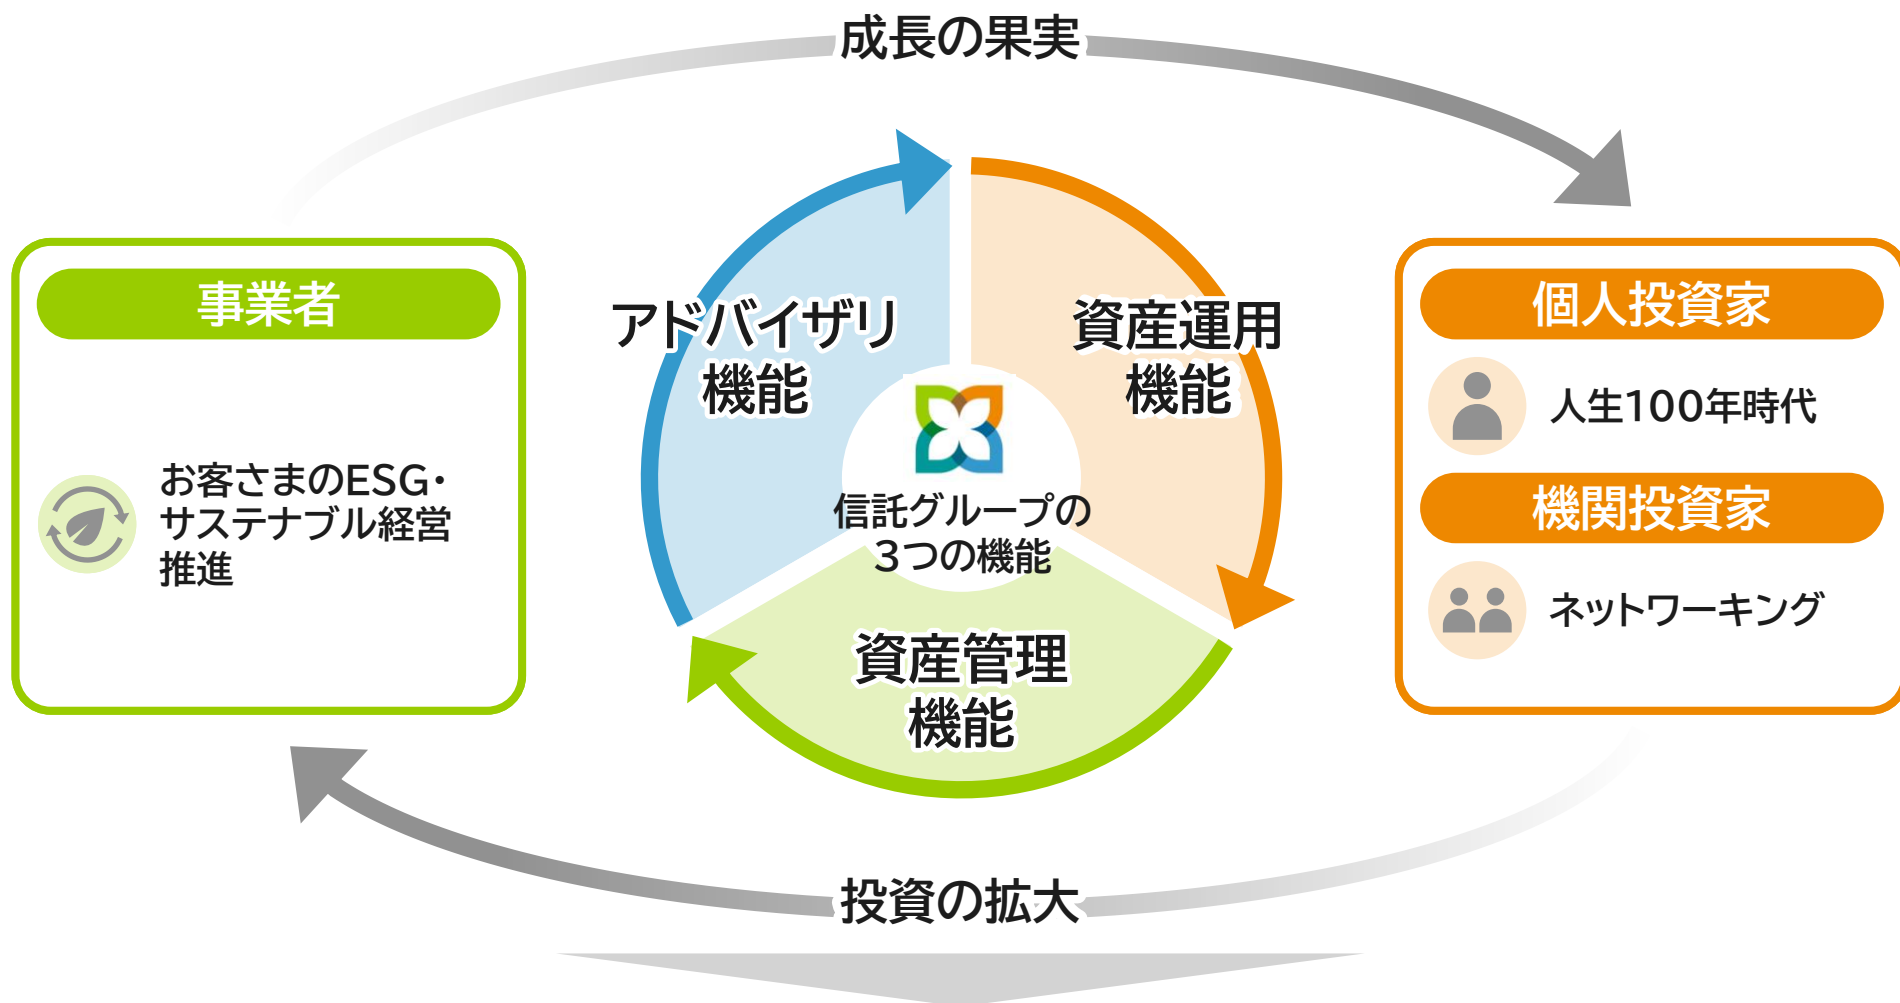 成長の果実
事業者
お客さまのESG・
サステナブル経営
推進
アドバイザリ
機能
資産運用
機能
信託グループの
3つの機能
資産管理
機能
個人投資家
人生100年時代
機関投資家
ネットワーキング
投資の拡大